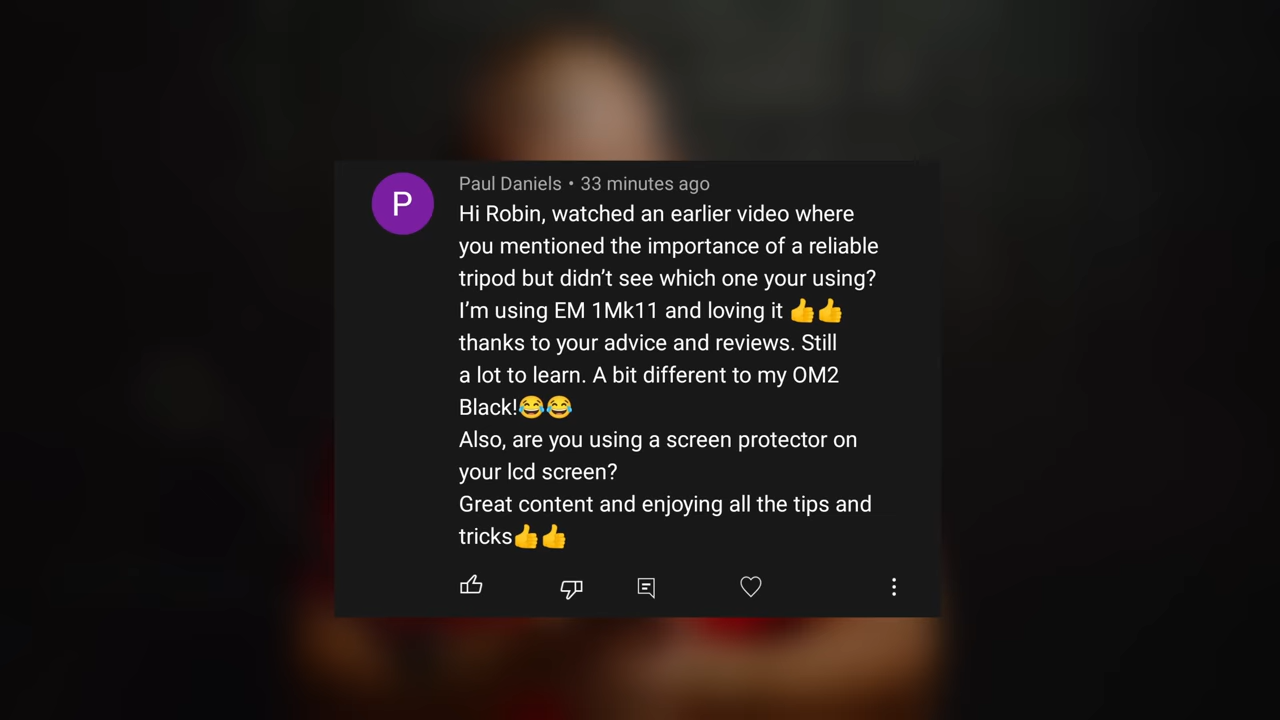 P
Paul Daniels • 33 minutes ago
Hi Robin, watched an earlier video where
you mentioned the importance of a reliable
tripod but didn’t see which one your using?
I’m using EM 1Mk11 and loving it 👍👍
thanks to your advice and reviews. Still
a lot to learn. A bit different to my OM2
Black!😂😂
Also, are you using a screen protector on
your lcd screen?
Great content and enjoying all the tips and
tricks👍👍